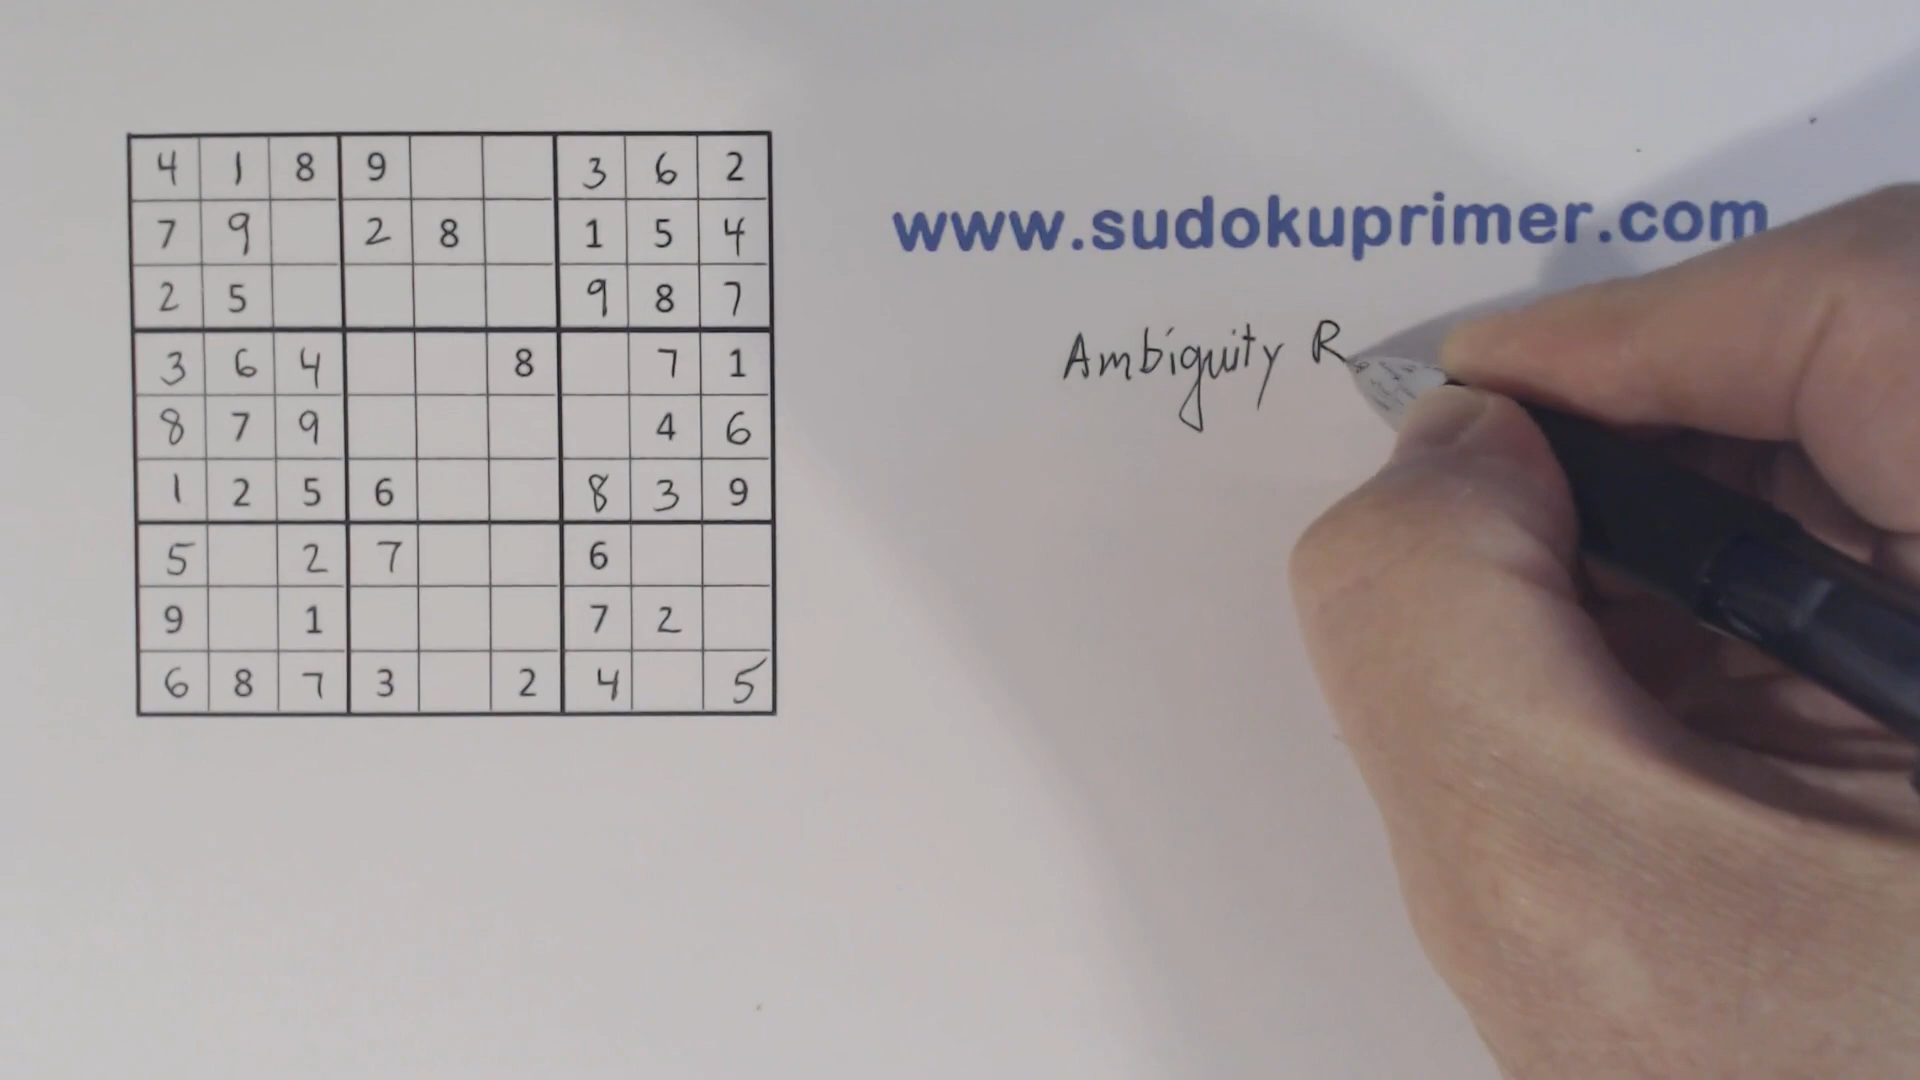 4 1 8 9 3 6 2
7 9 2 8 1 5 4
2 5 9 8 7
3 6 4 8 7 1
8 7 9 4 6
1 2 5 6 8 3 9
5 2 7 6
9 1 7 2
6 8 7 3 2 4 5
www.sudokuprimer.com
Ambiguity R